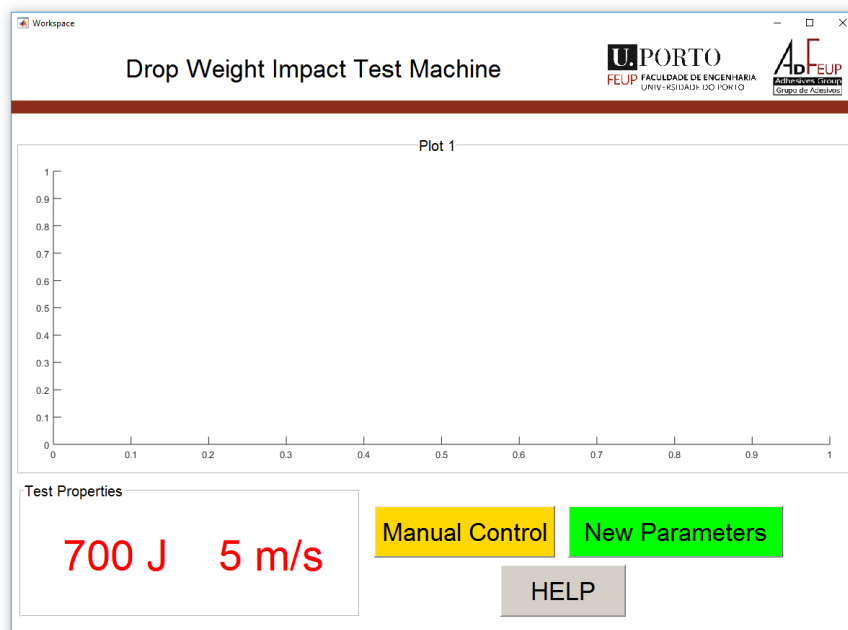 Workspace
Drop Weight Impact Test Machine
U. PORTO
FEUP FACULDADE DE ENGENHARIA
UNIVERSIDADE DO PORTO
ADFEUP
Adhesives Group
Grupo de Adesivos
Plot 1
1
0.9
0.8
0.7
0.6
0.5
0.4
0.3
0.2
0.1
0
0 0.1 0.2 0.3 0.4 0.5 0.6 0.7 0.8 0.9 1
Test Properties
700 J 5 m/s
Manual Control
New Parameters
HELP